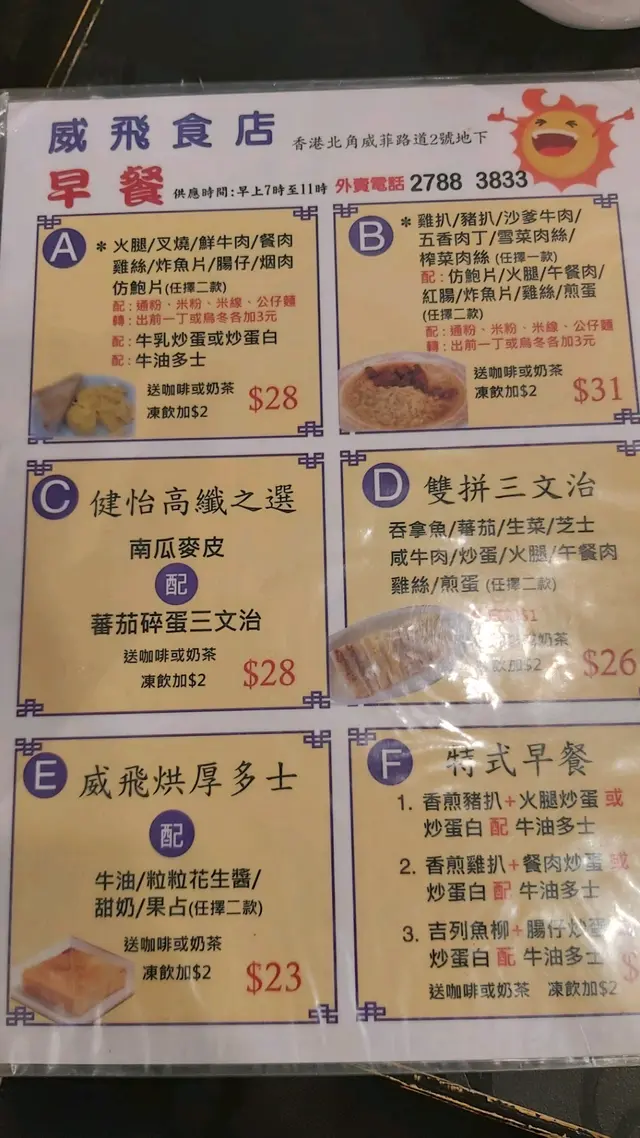 威飛食店 香港北角威菲路道2號地下
早餐 供應時間:早上7時至11時 外賣電話 2788 3833
A
*火腿/叉燒/鮮牛肉/餐肉
雞絲/炸魚片/腸仔/烟肉
仿鮑片(任擇二款)
配:通粉、米粉、米線、公仔麵
轉:出前一丁或烏冬各加3元
配:牛乳炒蛋或炒蛋白
配:牛油多士
送咖啡或奶茶
凍飲加$2
$28
B
*雞扒/豬扒/沙爹牛肉/
五香肉丁/雪菜肉絲/
榨菜肉絲(任擇一款)
配:仿鮑片/火腿/午餐肉/
紅腸/炸魚片/雞絲/煎蛋
(任擇二款)
配:通粉、米粉、米線、公仔麵
轉:出前一丁或烏冬各加3元
送咖啡或奶茶
凍飲加$2
$31
C 健怡高纖之選
南瓜麥皮
配
蕃茄碎蛋三文治
送咖啡或奶茶
凍飲加$2
$28
D 雙拼三文治
吞拿魚/蕃茄/生菜/芝士
咸牛肉/炒蛋/火腿/午餐肉
雞絲/煎蛋(任擇二款)
$1
奶茶
飲加$2
$26
E 威飛烘厚多士
配
牛油/粒粒花生醬/
甜奶/果占(任擇二款)
送咖啡或奶茶
凍飲加$2
$23
F 特式早餐
1. 香煎豬扒+火腿炒蛋 或
炒蛋白 配 牛油多士
2. 香煎雞扒+餐肉炒蛋 或
炒蛋白 配 牛油多士
3. 吉列魚柳+腸仔炒蛋
炒蛋白 配 牛油多士
送咖啡或奶茶 凍飲加$2
$